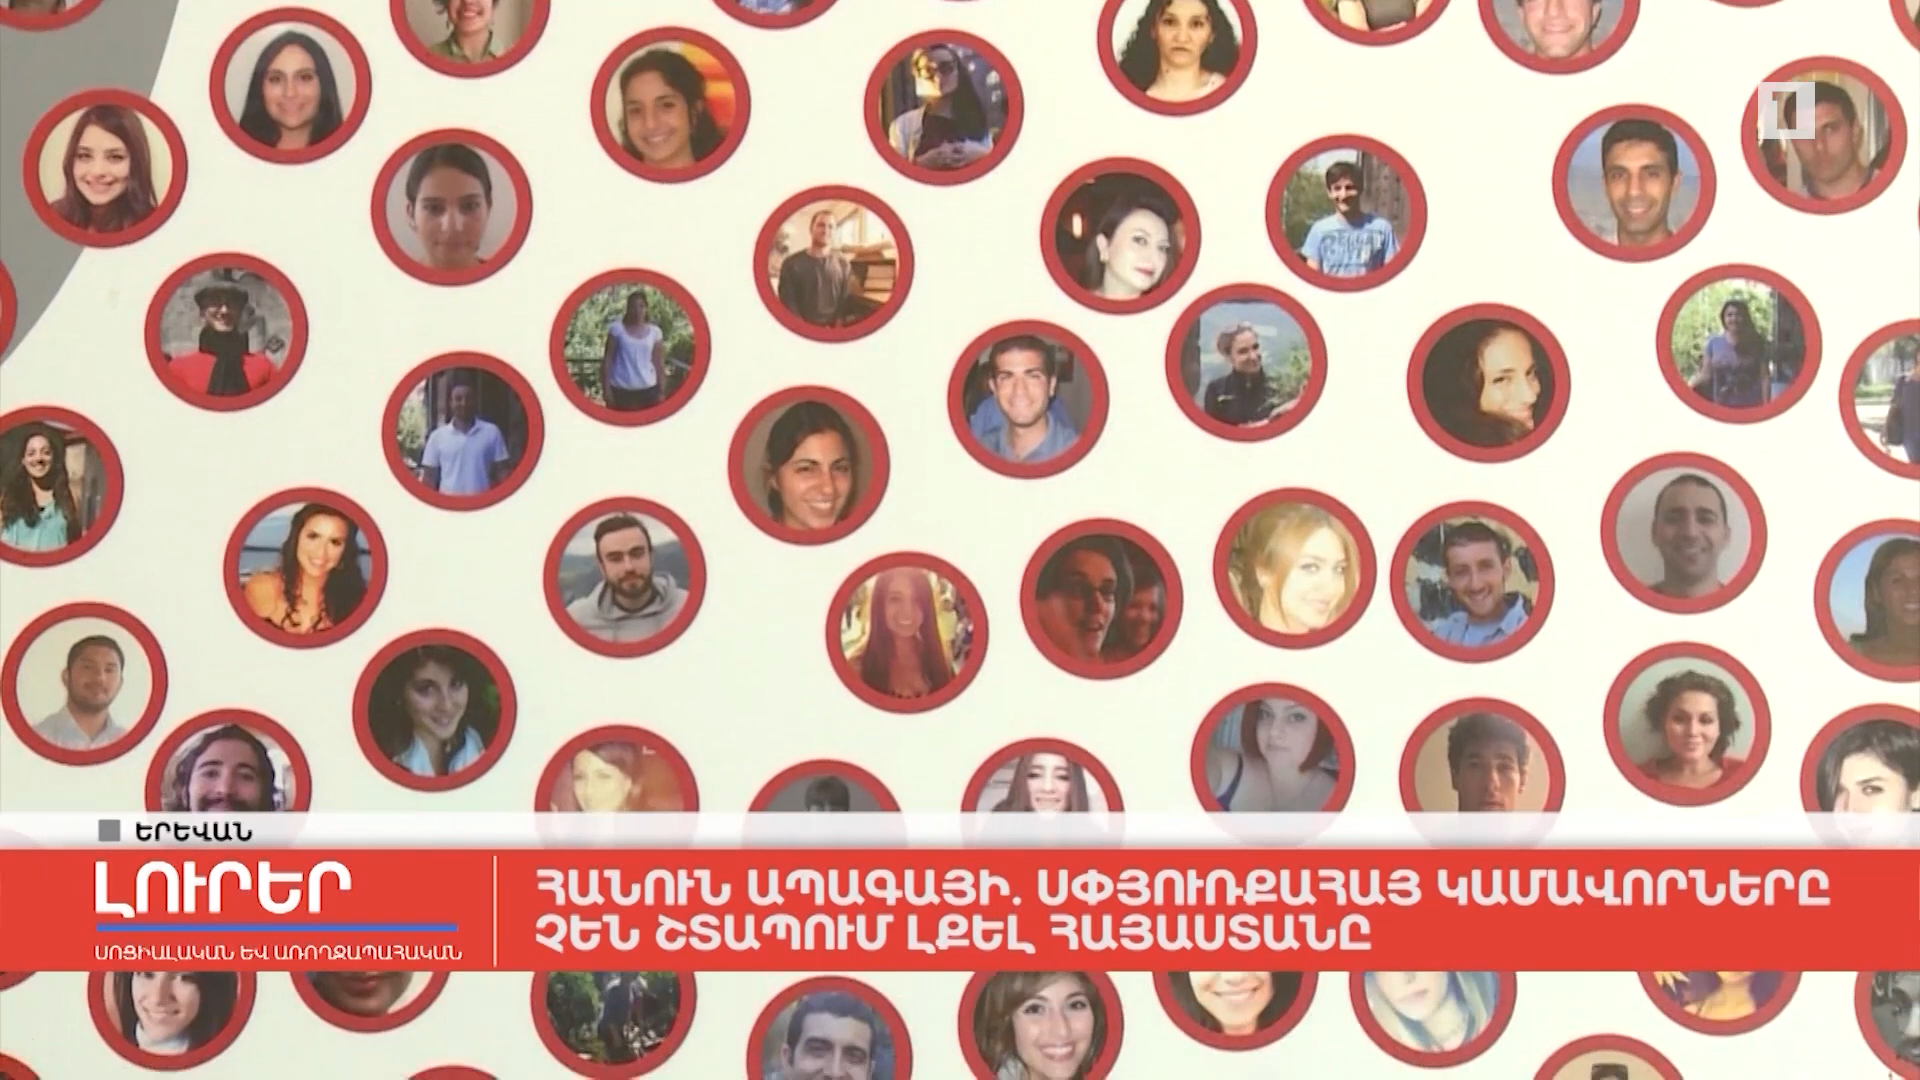 1
ԵՐԵՎԱՆ
ԼՈՒՐԵՐ
ՍՈՑԻԱԼԱԿԱՆ ԵՎ ԱՌՈՂՋԱՊԱՀԱԿԱՆ
ՀԱՆՈՒՆ ԱՊԱԳԱՅԻ. ՍՓՅՈՒՌՔԱՀԱՅ ԿԱՄԱՎՈՐՆԵՐԸ
ՉԵՆ ՇՏԱՊՈՒՄ ԼՔԵԼ ՀԱՅԱՍՏԱՆԸ